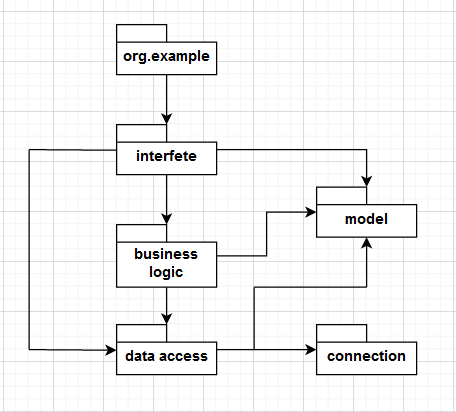 org.example
interfete
model
business
logic
data access
connection